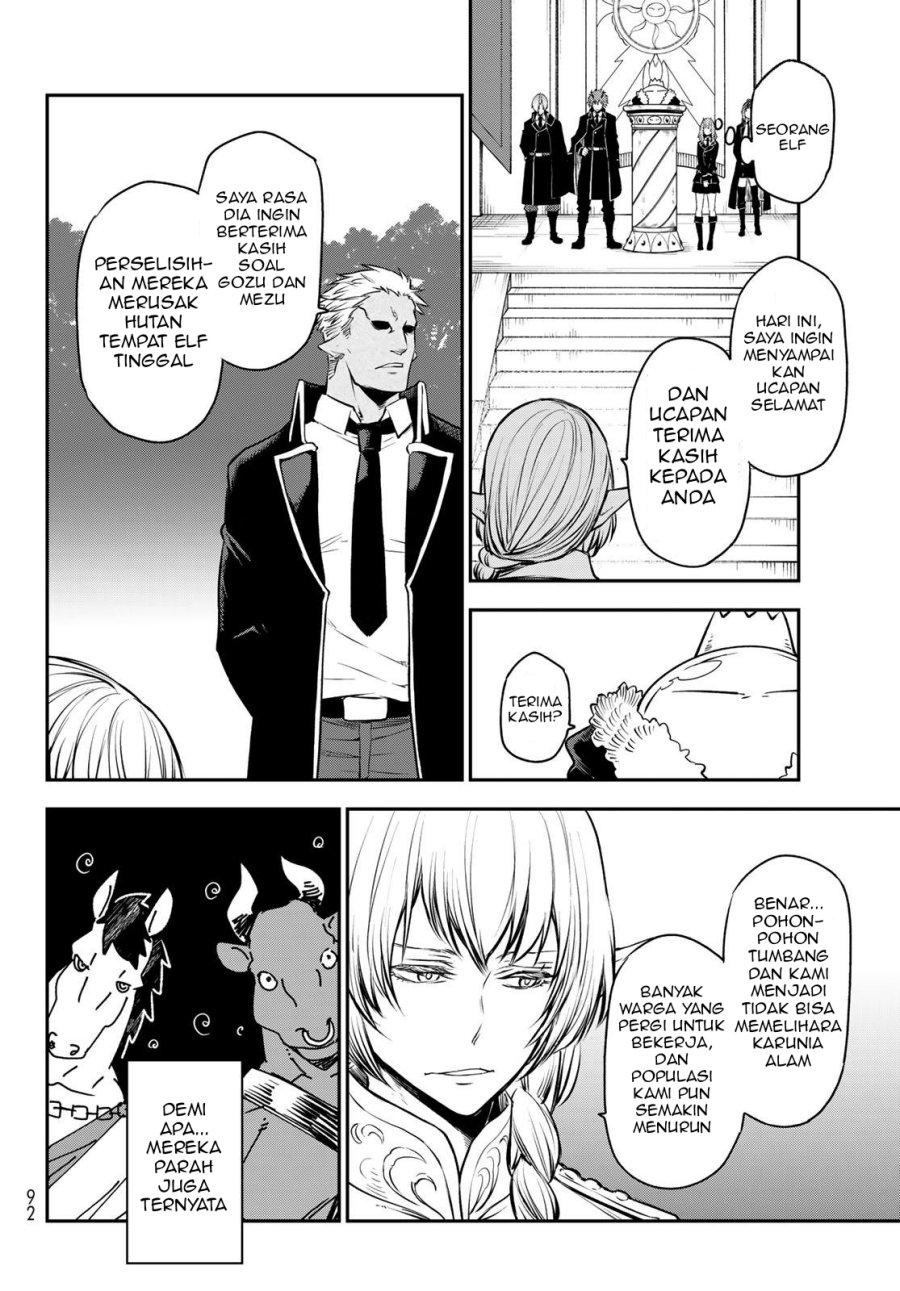 SEORANG
ELF
HARI INI,
SAYA INGIN
MENYAMPAI
KAN
UCAPAN
SELAMAT
DAN
UCAPAN
TERIMA
KASIH
KEPADA
ANDA
SAYA RASA
DIA INGIN
BERTERIMA
KASIH
SOAL
GOZU DAN
MEZU
PERSELISIH-
AN MEREKA
MERUSAK
HUTAN
TEMPAT ELF
TINGGAL
TERIMA
KASIH?
BENAR...
POHON-
POHON
TUMBANG
DAN KAMI
MENJADI
TIDAK BISA
MEMELIHARA
KARUNIA
ALAM
BANYAK
WARGA YANG
PERGI UNTUK
BEKERJA,
DAN
POPULASI
KAMI PUN
SEMAKIN
MENURUN
DEMI
APA...
MEREKA
PARAH
JUGA
TERNYATA
92